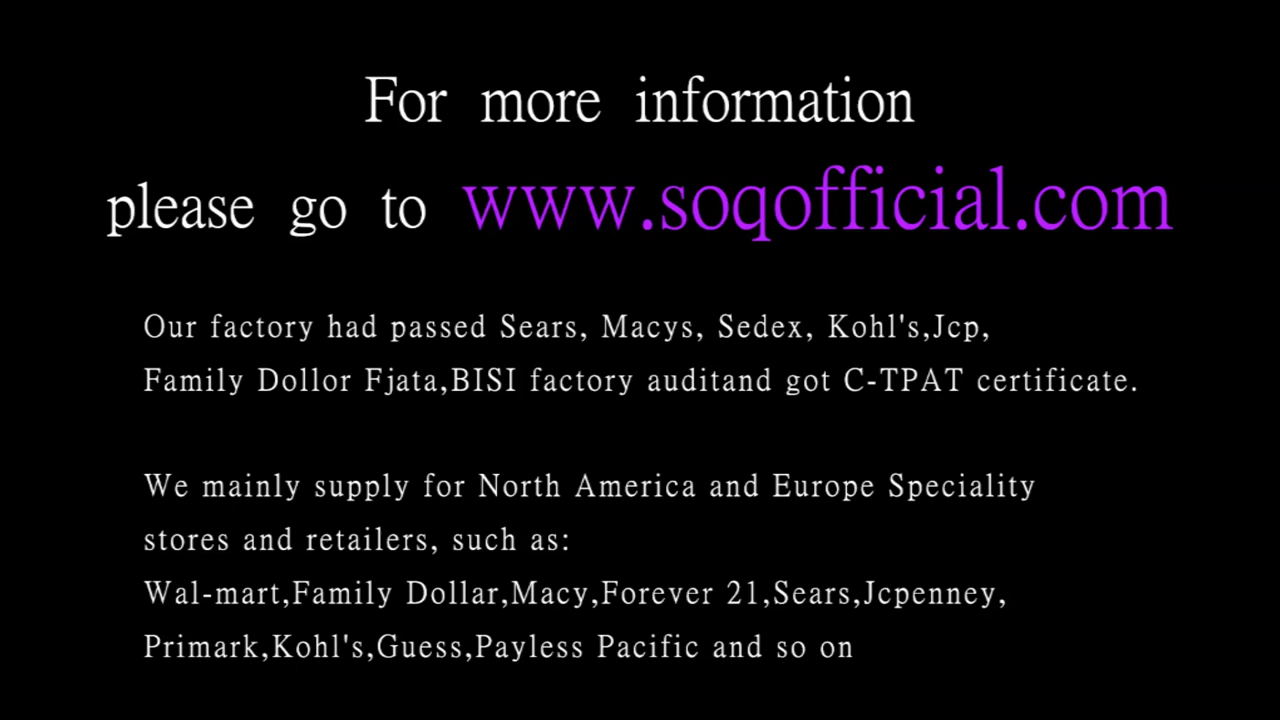 For more information
please go to www.soqofficial.com
Our factory had passed Sears, Macys, Sedex, Kohl's,Jcp,
Family Dollor Fjata,BISI factory auditand got C-TPAT certificate.
We mainly supply for North America and Europe Speciality
stores and retailers, such as:
Wal-mart,Family Dollar,Macy,Forever 21,Sears,Jcpenney,
Primark,Kohl's,Guess,Payless Pacific and so on